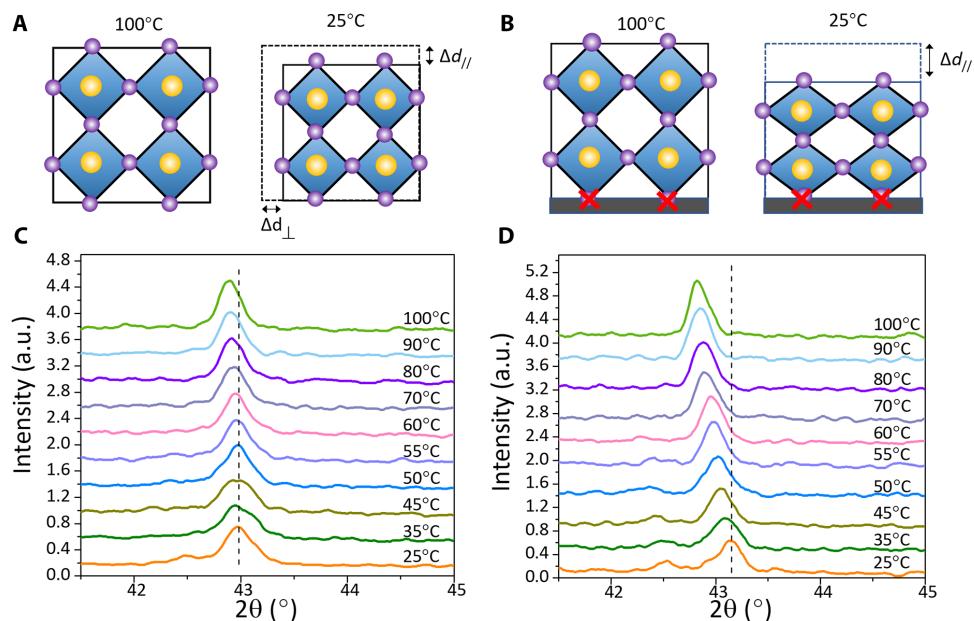 A
100°C
25°C
Δd//
Δd⊥
B
100°C
25°C
Δd//
C
Intensity (a.u.)
4.8
4.4
4.0
3.6
3.2
2.8
2.4
2.0
1.6
1.2
0.8
0.4
0.0
100°C
90°C
80°C
70°C
60°C
55°C
50°C
45°C
35°C
25°C
42
43
44
45
2θ (°)
D
Intensity (a.u.)
5.2
4.8
4.4
4.0
3.6
3.2
2.8
2.4
2.0
1.6
1.2
0.8
0.4
0.0
100°C
90°C
80°C
70°C
60°C
55°C
50°C
45°C
35°C
25°C
42
43
44
45
2θ (°)